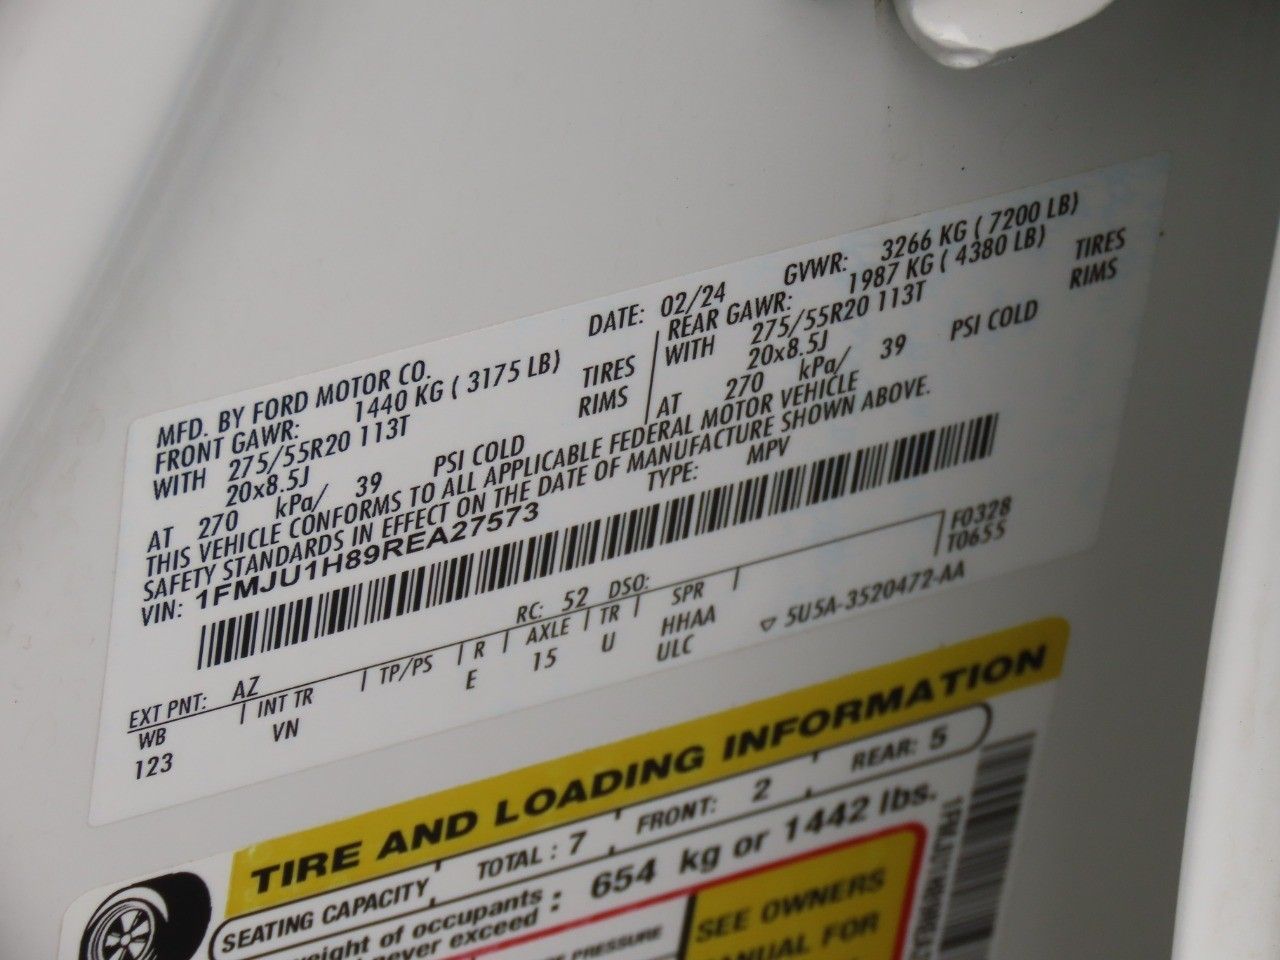 MFD. BY FORD MOTOR CO.
DATE: 02/24 GVWR: 3266 KG ( 7200 LB)
FRONT GAWR: 1440 KG ( 3175 LB) REAR GAWR: 1987 KG ( 4380 LB)
WITH 275/55R20 113T TIRES WITH 275/55R20 113T TIRES
20x8.5J RIMS 20x8.5J RIMS
AT 270 kPa/ 39 PSI COLD AT 270 kPa/ 39 PSI COLD
THIS VEHICLE CONFORMS TO ALL APPLICABLE FEDERAL MOTOR VEHICLE
SAFETY STANDARDS IN EFFECT ON THE DATE OF MANUFACTURE SHOWN ABOVE.
VIN: 1FMJU1H89REA27573 TYPE: MPV
F0328
T0655
EXT PNT: AZ RC: 52 DSO:
WB INT TR TP/PS R AXLE TR SPR
123 VN E 15 U HHAA
ULC
▽ 5U5A-3520472-AA
TIRE AND LOADING INFORMATION
SEATING CAPACITY TOTAL : 7 FRONT: 2 REAR: 5
weight of occupants
never exceed : 654 kg or 1442 lbs.
PRESSURE
SEE OWNERS
MANUAL FOR